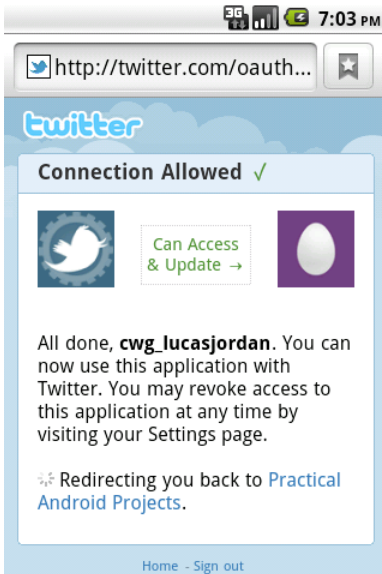 3G 7:03 PM
http://twitter.com/oauth...
twitter
Connection Allowed √
Can Access
& Update →
All done, cwg_lucasjordan. You can
now use this application with
Twitter. You may revoke access to
this application at any time by
visiting your Settings page.
Redirecting you back to Practical
Android Projects.
Home - Sign out